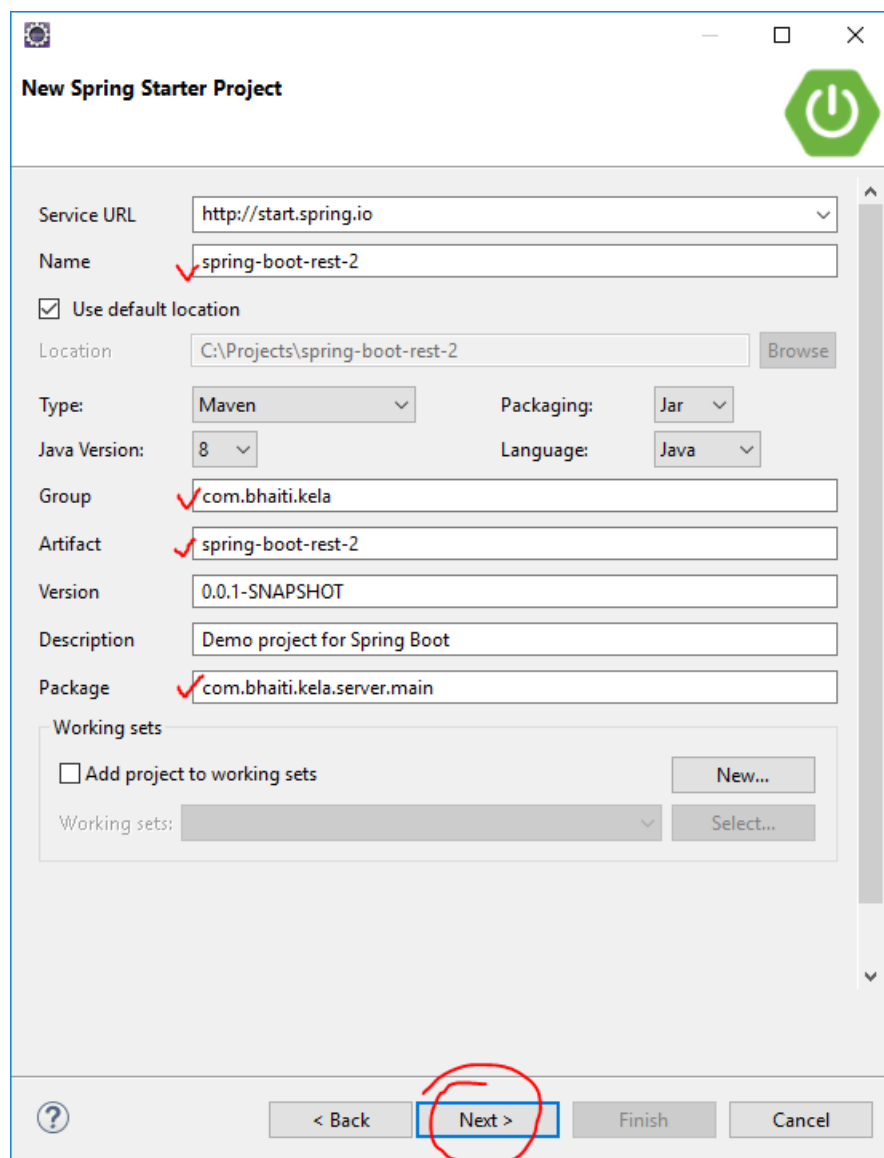 New Spring Starter Project
Service URL http://start.spring.io
Name spring-boot-rest-2
Use default location
Location C:\Projects\spring-boot-rest-2 Browse
Type: Maven Packaging: Jar
Java Version: 8 Language: Java
Group com.bhaiti.kela
Artifact spring-boot-rest-2
Version 0.0.1-SNAPSHOT
Description Demo project for Spring Boot
Package com.bhaiti.kela.server.main
Working sets
Add project to working sets New...
Working sets: Select...
? < Back Next > Finish Cancel